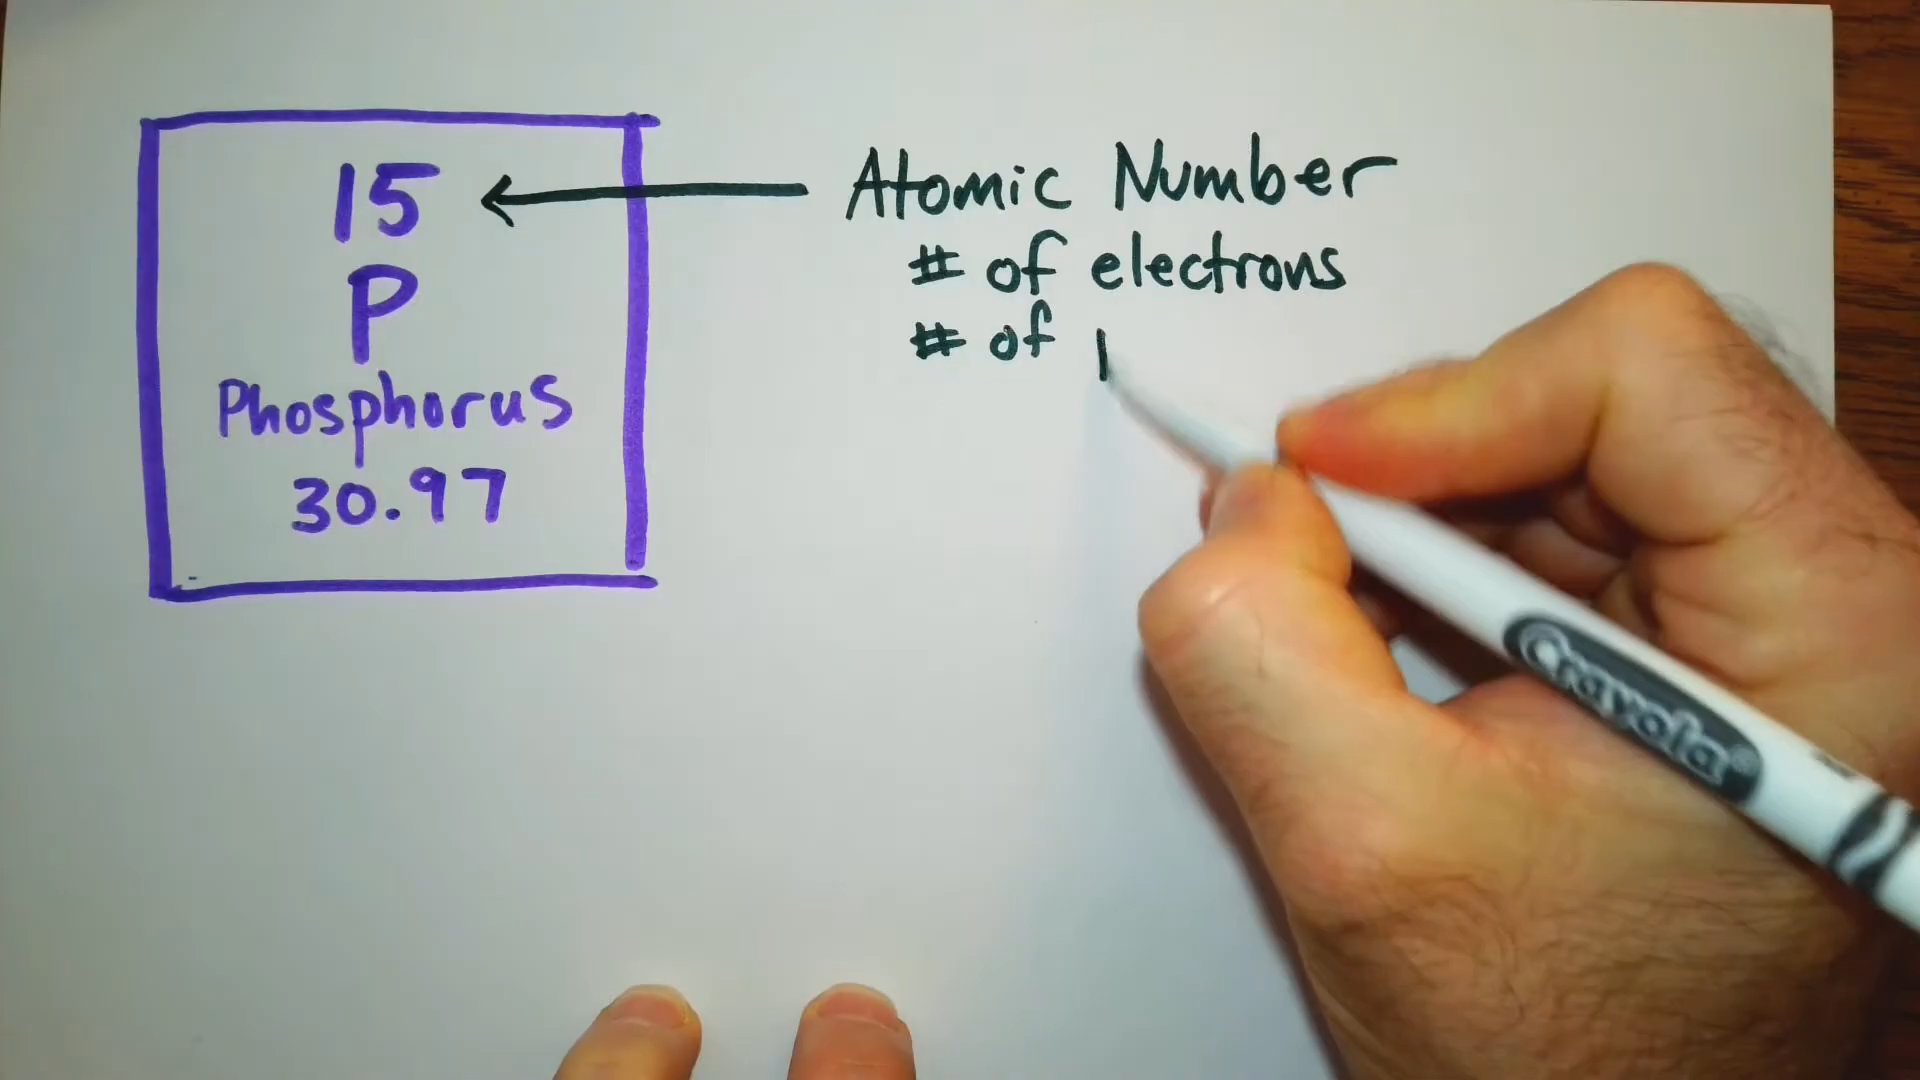 15
P
Phosphorus
30.97
Atomic Number
# of electrons
# of
Crayola®